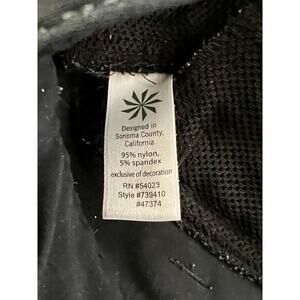 Designed in
Sonoma County,
California
95% nylon,
5% spandex
exclusive of decoration
RN #54023
Style #739410
#47374